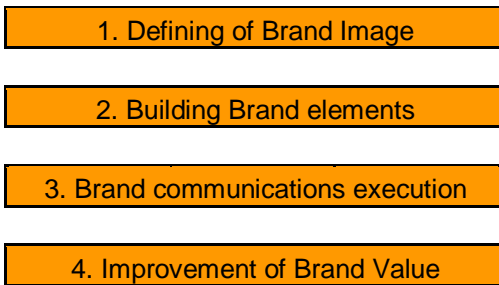 1. Defining of Brand Image
2. Building Brand elements
3. Brand communications execution
4. Improvement of Brand Value